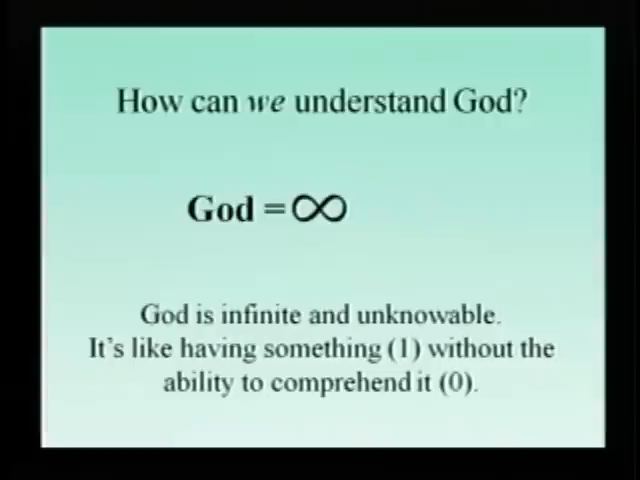 How can we understand God?
God = ∞
God is infinite and unknowable.
It's like having something (1) without the
ability to comprehend it (0).